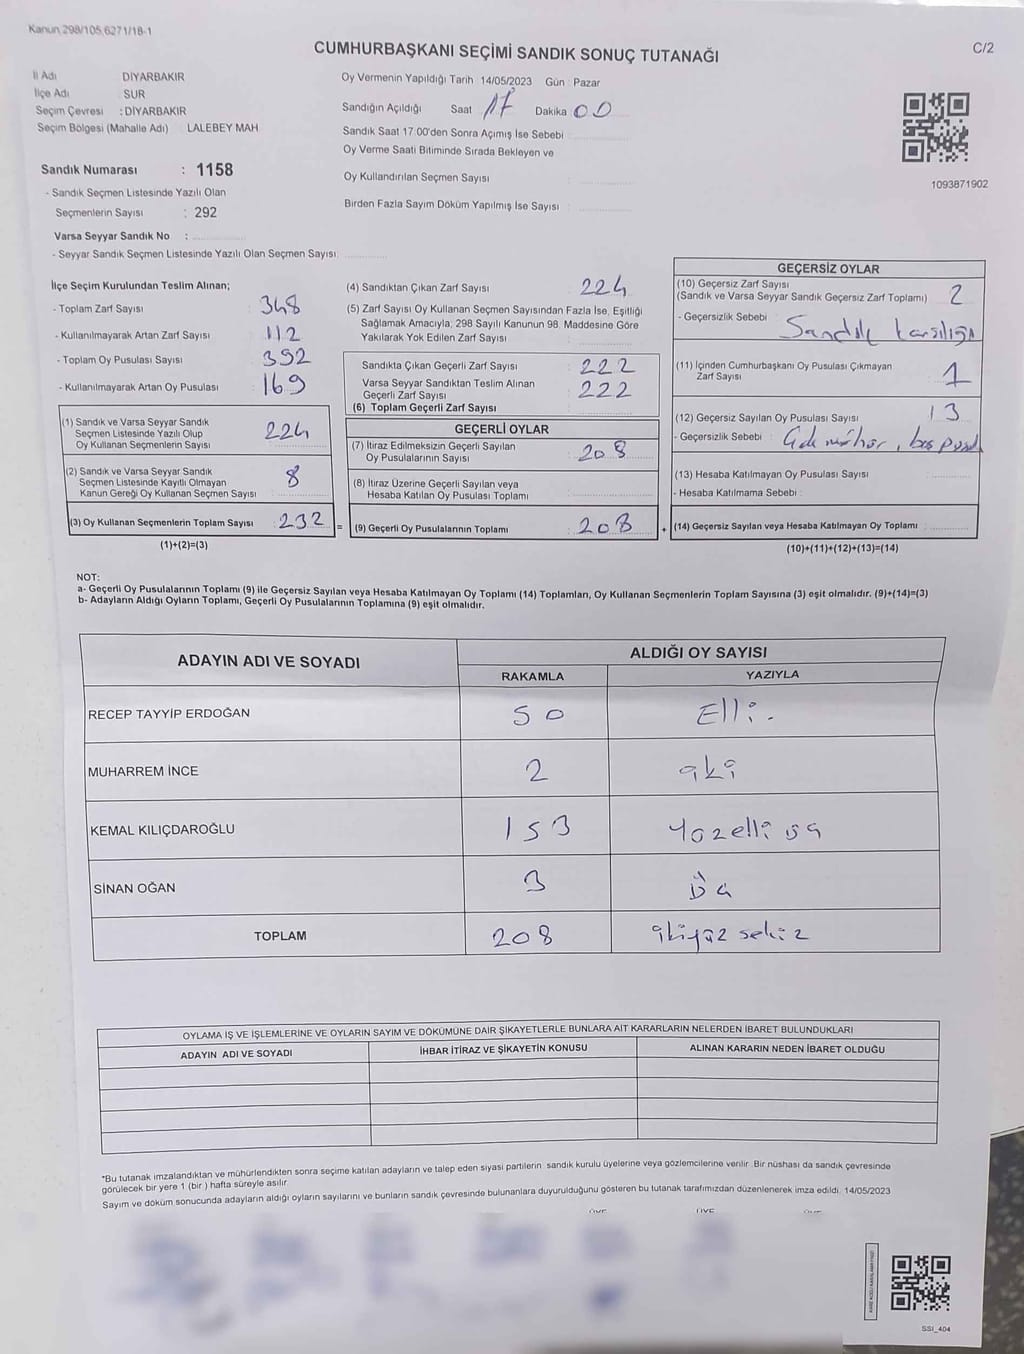 Kanun 298/105,6271/18-1
CUMHURBAŞKANI SEÇİMİ SANDIK SONUÇ TUTANAĞI
C/2
İl Adı DİYARBAKIR
İlçe Adı SUR
Seçim Çevresi : DİYARBAKIR
Seçim Bölgesi (Mahalle Adı) LALEBEY MAH
Oy Vermenin Yapıldığı Tarih 14/05/2023 Gün Pazar
Sandığın Açıldığı Saat 17 Dakika 00
Sandık Saat 17:00'den Sonra Açımış İse Sebebi
Oy Verme Saati Bitiminde Sırada Bekleyen ve
Oy Kullandırılan Seçmen Sayısı
Birden Fazla Sayım Döküm Yapılmış İse Sayısı
1093871902
Sandık Numarası : 1158
- Sandık Seçmen Listesinde Yazılı Olan
Seçmenlerin Sayısı : 292
Varsa Seyyar Sandık No :
- Seyyar Sandık Seçmen Listesinde Yazılı Olan Seçmen Sayısı:
İlçe Seçim Kurulundan Teslim Alınan;
- Toplam Zarf Sayısı 348
- Kullanılmayarak Artan Zarf Sayısı 112
- Toplam Oy Pusulası Sayısı 392
- Kullanılmayarak Artan Oy Pusulası 169
(1) Sandık ve Varsa Seyyar Sandık
Seçmen Listesinde Yazılı Olup
Oy Kullanan Seçmenlerin Sayısı 224
(2) Sandık ve Varsa Seyyar Sandık
Seçmen Listesinde Kayıtlı Olmayan
Kanun Gereği Oy Kullanan Seçmen Sayısı 8
(3) Oy Kullanan Seçmenlerin Toplam Sayısı 232
(1)+(2)=(3)
(4) Sandıktan Çıkan Zarf Sayısı 224
(5) Zarf Sayısı Oy Kullanan Seçmen Sayısından Fazla İse, Eşitliği
Sağlamak Amacıyla, 298 Sayılı Kanunun 98. Maddesine Göre
Yakılarak Yok Edilen Zarf Sayısı
Sandıkta Çıkan Geçerli Zarf Sayısı 222
Varsa Seyyar Sandıktan Teslim Alınan
Geçerli Zarf Sayısı 222
(6) Toplam Geçerli Zarf Sayısı
GEÇERLİ OYLAR
(7) İtiraz Edilmeksizin Geçerli Sayılan
Oy Pusulalarının Sayısı 208
(8) İtiraz Üzerine Geçerli Sayılan veya
Hesaba Katılan Oy Pusulası Toplamı
= (9) Geçerli Oy Pusulalarının Toplamı : 208 +
GEÇERSİZ OYLAR
(10) Geçersiz Zarf Sayısı
(Sandık ve Varsa Seyyar Sandık Geçersiz Zarf Toplamı) 2
- Geçersizlik Sebebi Sandık karşılığı
(11) İçinden Cumhurbaşkanı Oy Pusulası Çıkmayan
Zarf Sayısı 1
(12) Geçersiz Sayılan Oy Pusulası Sayısı 13
- Geçersizlik Sebebi : mühür, boş
(13) Hesaba Katılmayan Oy Pusulası Sayısı
- Hesaba Katılmama Sebebi :
(14) Geçersiz Sayılan veya Hesaba Katılmayan Oy Toplamı
(10)+(11)+(12)+(13)=(14)
NOT:
a- Geçerli Oy Pusulalarının Toplamı (9) ile Geçersiz Sayılan veya Hesaba Katılmayan Oy Toplamı (14) Toplamları, Oy Kullanan Seçmenlerin Toplam Sayısına (3) eşit olmalıdır. (9)+(14)=(3)
b- Adayların Aldığı Oyların Toplamı, Geçerli Oy Pusulalarının Toplamına (9) eşit olmalıdır.
ADAYIN ADI VE SOYADI
ALDIĞI OY SAYISI
RAKAMLA YAZIYLA
RECEP TAYYİP ERDOĞAN 50 Elli.
MUHARREM İNCE 2 iki
KEMAL KILIÇDAROĞLU 153 Yüzelli üç
SİNAN OĞAN 3 üç
TOPLAM 208 ikiyüz sekiz
OYLAMA İŞ VE İŞLEMLERİNE VE OYLARIN SAYIM VE DÖKÜMÜNE DAİR ŞİKAYETLERLE BUNLARA AİT KARARLARIN NELERDEN İBARET BULUNDUKLARI
ADAYIN ADI VE SOYADI İHBAR İTİRAZ VE ŞİKAYETİN KONUSU ALINAN KARARIN NEDEN İBARET OLDUĞU
*Bu tutanak imzalandıktan ve mühürlendikten sonra seçime katılan adayların ve talep eden siyasi partilerin sandık kurulu üyelerine veya gözlemcilerine verilir. Bir nüshası da sandık çevresinde
görülecek bir yere 1 (bir ) hafta süreyle asılır.
Sayım ve döküm sonucunda adayların aldığı oyların sayılarını ve bunların sandık çevresinde bulunanlara duyurulduğunu gösteren bu tutanak tarafımızdan düzenlenerek imza edildi. 14/05/2023
SSI_404